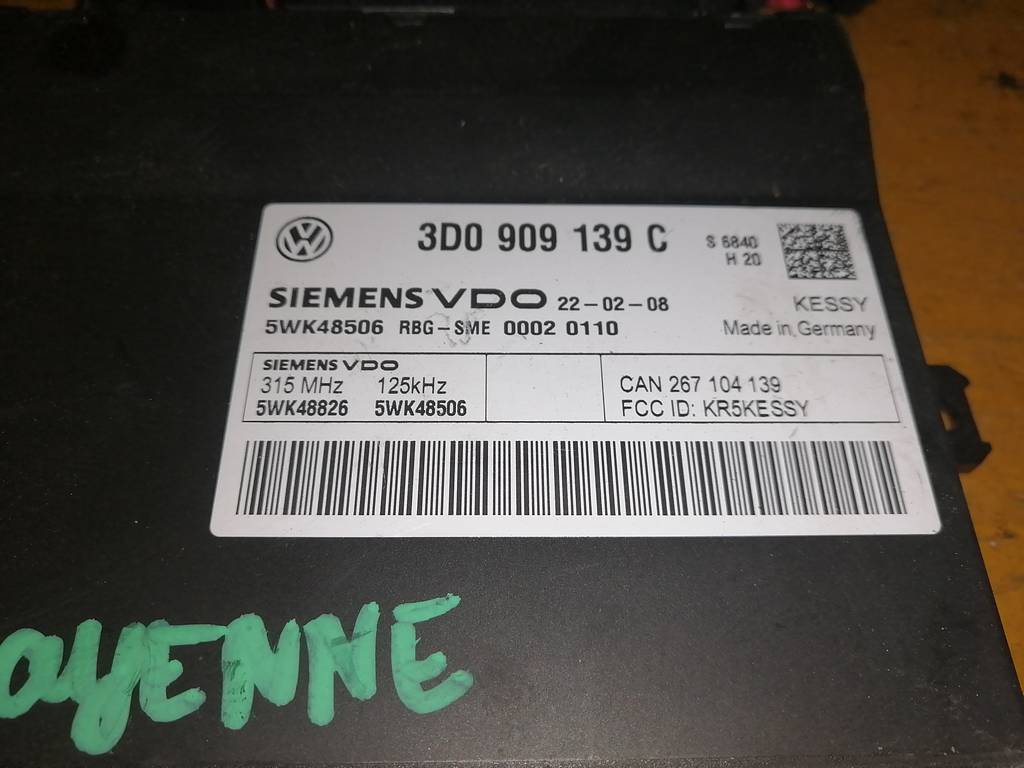 3D0 909 139 C
S 6840
H 20
SIEMENS VDO 22-02-08
KESSY
5WK48506 RBG-SME 0002 0110
Made in Germany
SIEMENS VDO
315 MHz 125kHz
5WK48826 5WK48506
CAN 267 104 139
FCC ID: KR5KESSY
AYENNE